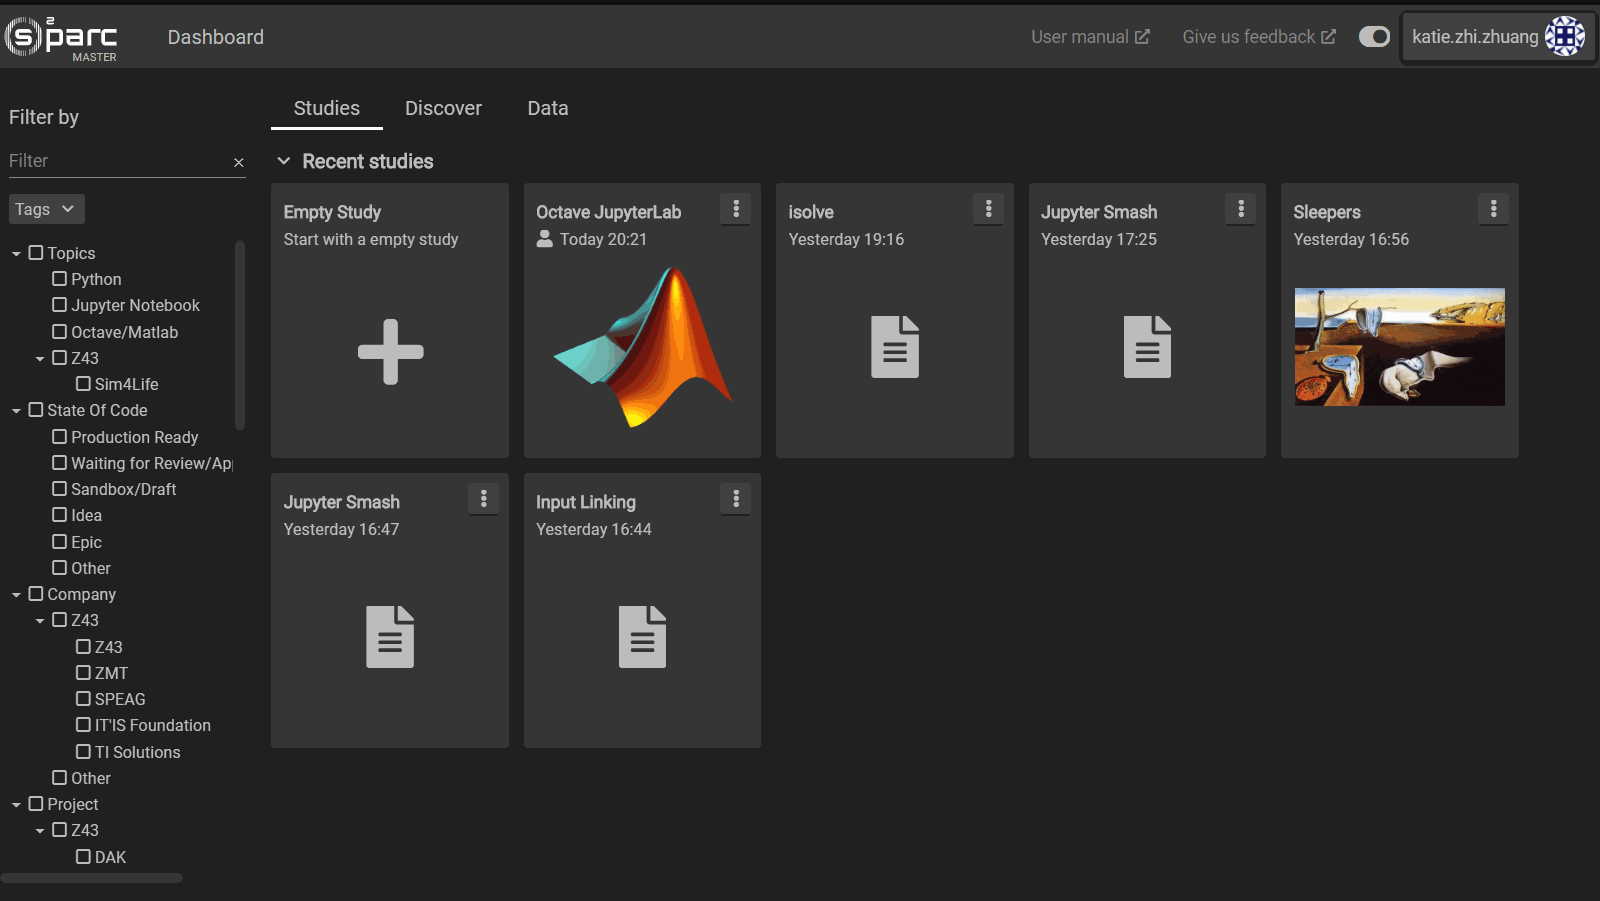 (s)²parc
MASTER
Dashboard
User manual
Give us feedback
katie.zhi.zhuang
Filter by
Filter
Tags
Topics
Python
Jupyter Notebook
Octave/Matlab
Z43
Sim4Life
State Of Code
Production Ready
Waiting for Review/Ap
Sandbox/Draft
Idea
Epic
Other
Company
Z43
Z43
ZMT
SPEAG
IT'IS Foundation
TI Solutions
Other
Project
Z43
DAK
Studies
Discover
Data
Recent studies
Empty Study
Start with a empty study
Octave JupyterLab
Today 20:21
isolve
Yesterday 19:16
Jupyter Smash
Yesterday 17:25
Sleepers
Yesterday 16:56
Jupyter Smash
Yesterday 16:47
Input Linking
Yesterday 16:44